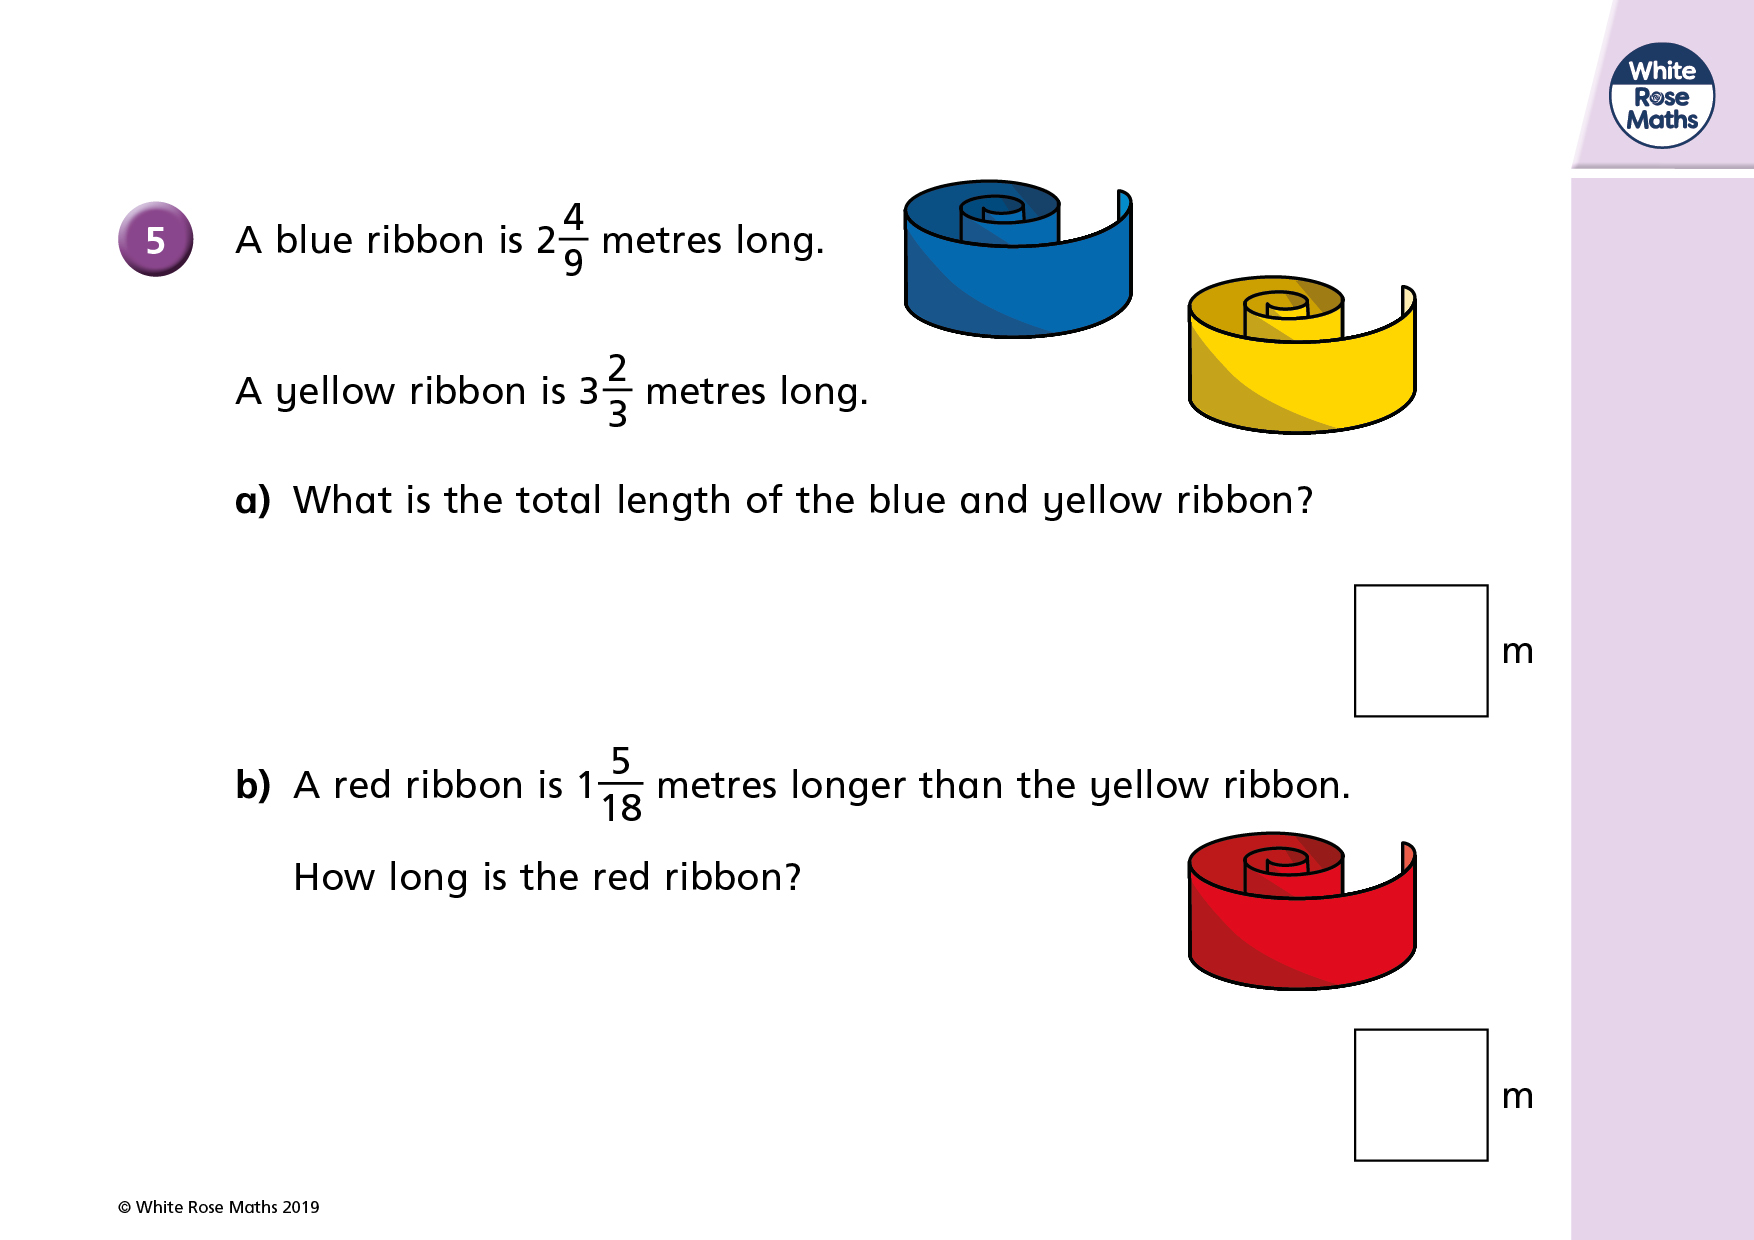 White
Rose
Maths
5 A blue ribbon is 2 4/9 metres long.
A yellow ribbon is 3 2/3 metres long.
a) What is the total length of the blue and yellow ribbon?
m
b) A red ribbon is 1 5/18 metres longer than the yellow ribbon.
How long is the red ribbon?
m
© White Rose Maths 2019